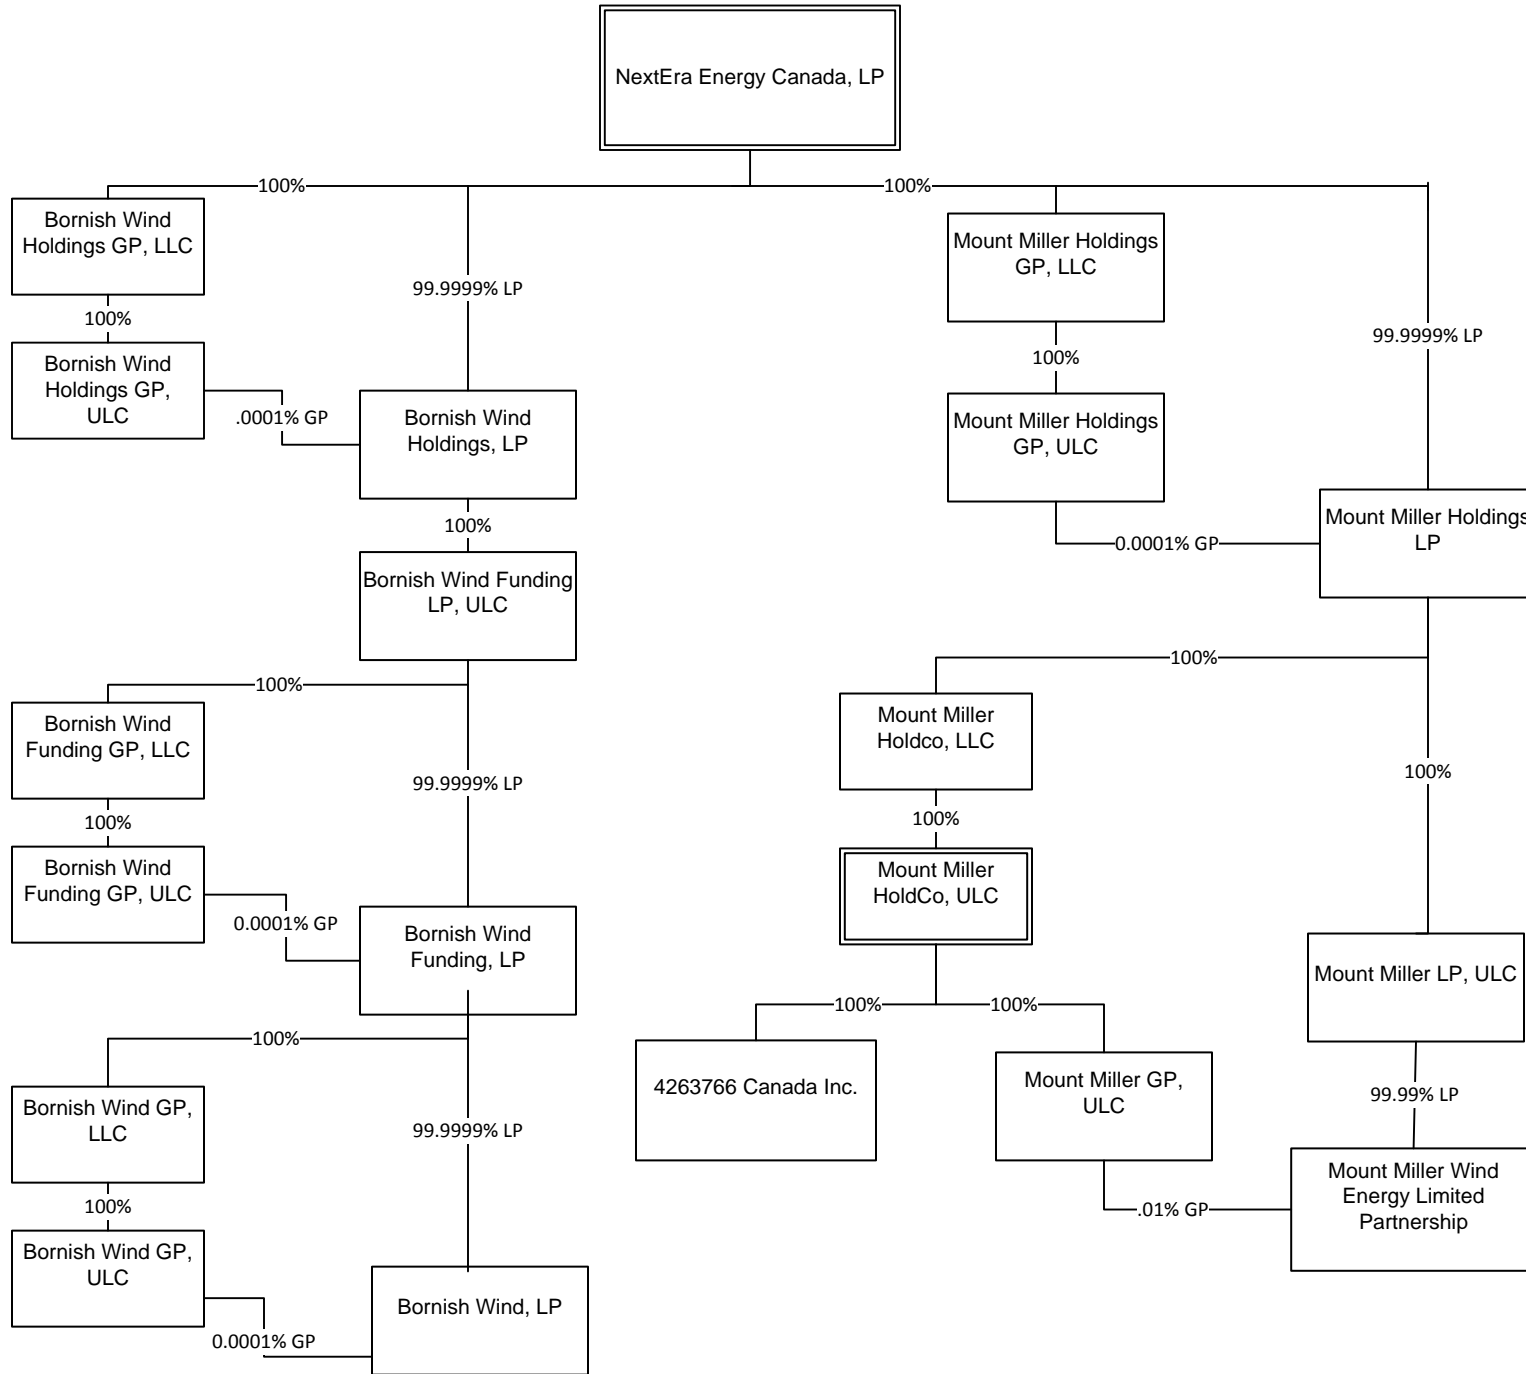 NextEra Energy Canada, LP
100%
100%
Bornish Wind
Holdings GP, LLC
Mount Miller Holdings
GP, LLC
99.9999% LP
100%
99.9999% LP
100%
Bornish Wind
Holdings GP,
ULC
.0001% GP
Bornish Wind
Holdings, LP
Mount Miller Holdings
GP, ULC
Mount Miller Holdings
LP
100%
0.0001% GP
Bornish Wind Funding
LP, ULC
100%
100%
Bornish Wind
Funding GP, LLC
Mount Miller
Holdco, LLC
99.9999% LP
100%
100%
100%
Bornish Wind
Funding GP, ULC
Mount Miller
HoldCo, ULC
0.0001% GP
Bornish Wind
Funding, LP
Mount Miller LP, ULC
100%
100%
100%
4263766 Canada Inc.
Mount Miller GP,
ULC
99.99% LP
Bornish Wind GP,
LLC
99.9999% LP
100%
.01% GP
Mount Miller Wind
Energy Limited
Partnership
Bornish Wind GP,
ULC
Bornish Wind, LP
0.0001% GP